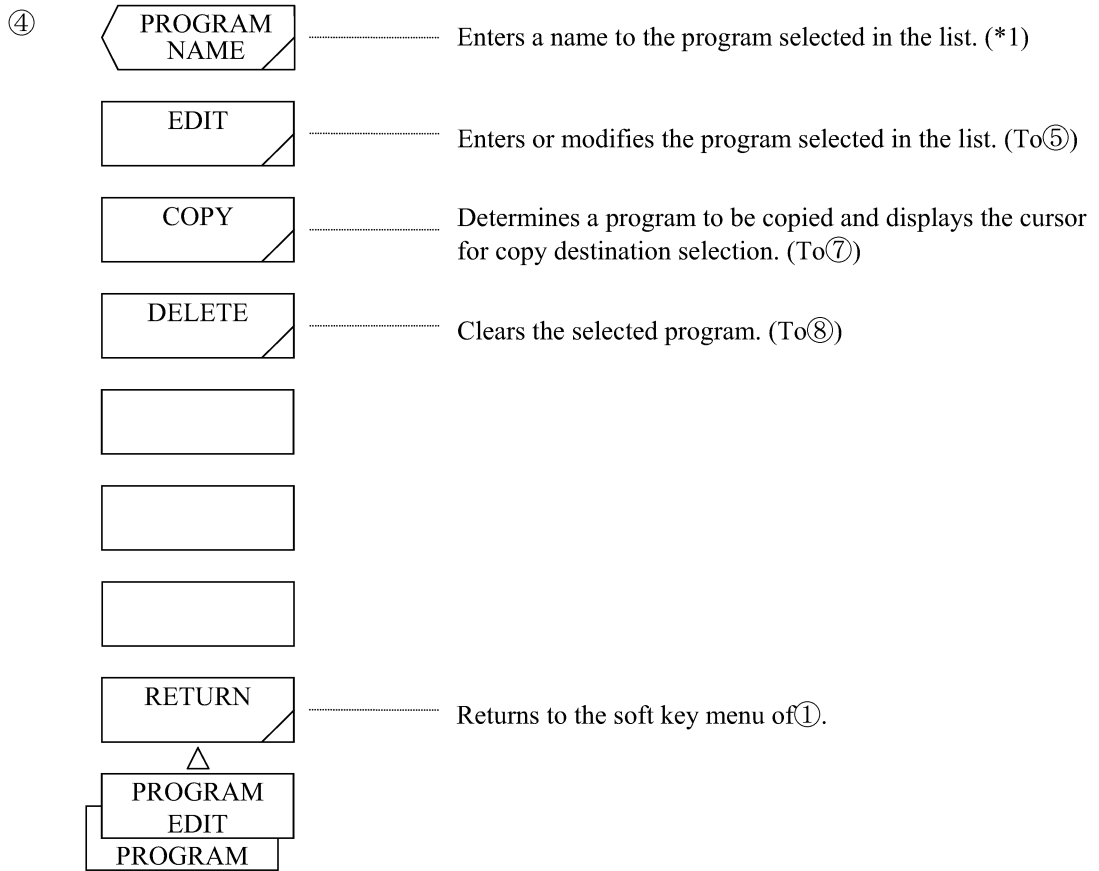 ④
PROGRAM
NAME
Enters a name to the program selected in the list. (*1)
EDIT
Enters or modifies the program selected in the list. (To⑤)
COPY
Determines a program to be copied and displays the cursor
for copy destination selection. (To⑦)
DELETE
Clears the selected program. (To⑧)
RETURN
Returns to the soft key menu of①.
PROGRAM
EDIT
PROGRAM